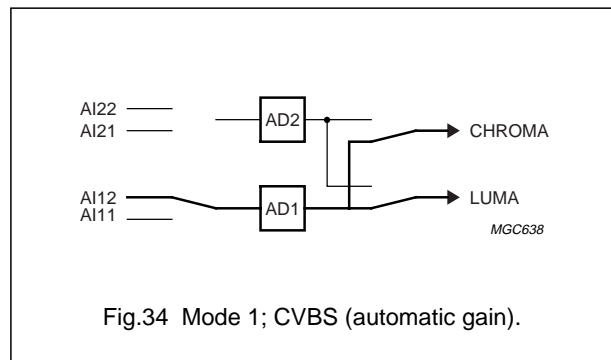 AI22
AI21
AD2
CHROMA
AI12
AI11
AD1
LUMA
MGC638
Fig.34 Mode 1; CVBS (automatic gain).